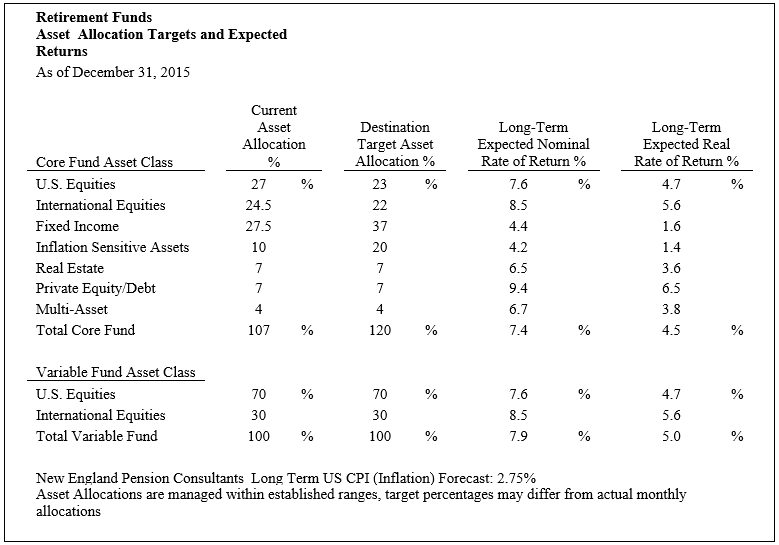 Retirement Funds
Asset Allocation Targets and Expected
Returns
As of December 31, 2015
Current
Asset Destination Long-Term Long-Term
Allocation Target Asset Expected Nominal Expected Real
Core Fund Asset Class % Allocation % Rate of Return % Rate of Return %
U.S. Equities 27 % 23 % 7.6 % 4.7 %
International Equities 24.5 22 8.5 5.6
Fixed Income 27.5 37 4.4 1.6
Inflation Sensitive Assets 10 20 4.2 1.4
Real Estate 7 7 6.5 3.6
Private Equity/Debt 7 7 9.4 6.5
Multi-Asset 4 4 6.7 3.8
Total Core Fund 107 % 120 % 7.4 % 4.5 %
Variable Fund Asset Class
U.S. Equities 70 % 70 % 7.6 % 4.7 %
International Equities 30 30 8.5 5.6
Total Variable Fund 100 % 100 % 7.9 % 5.0 %
New England Pension Consultants Long Term US CPI (Inflation) Forecast: 2.75%
Asset Allocations are managed within established ranges, target percentages may differ from actual monthly
allocations